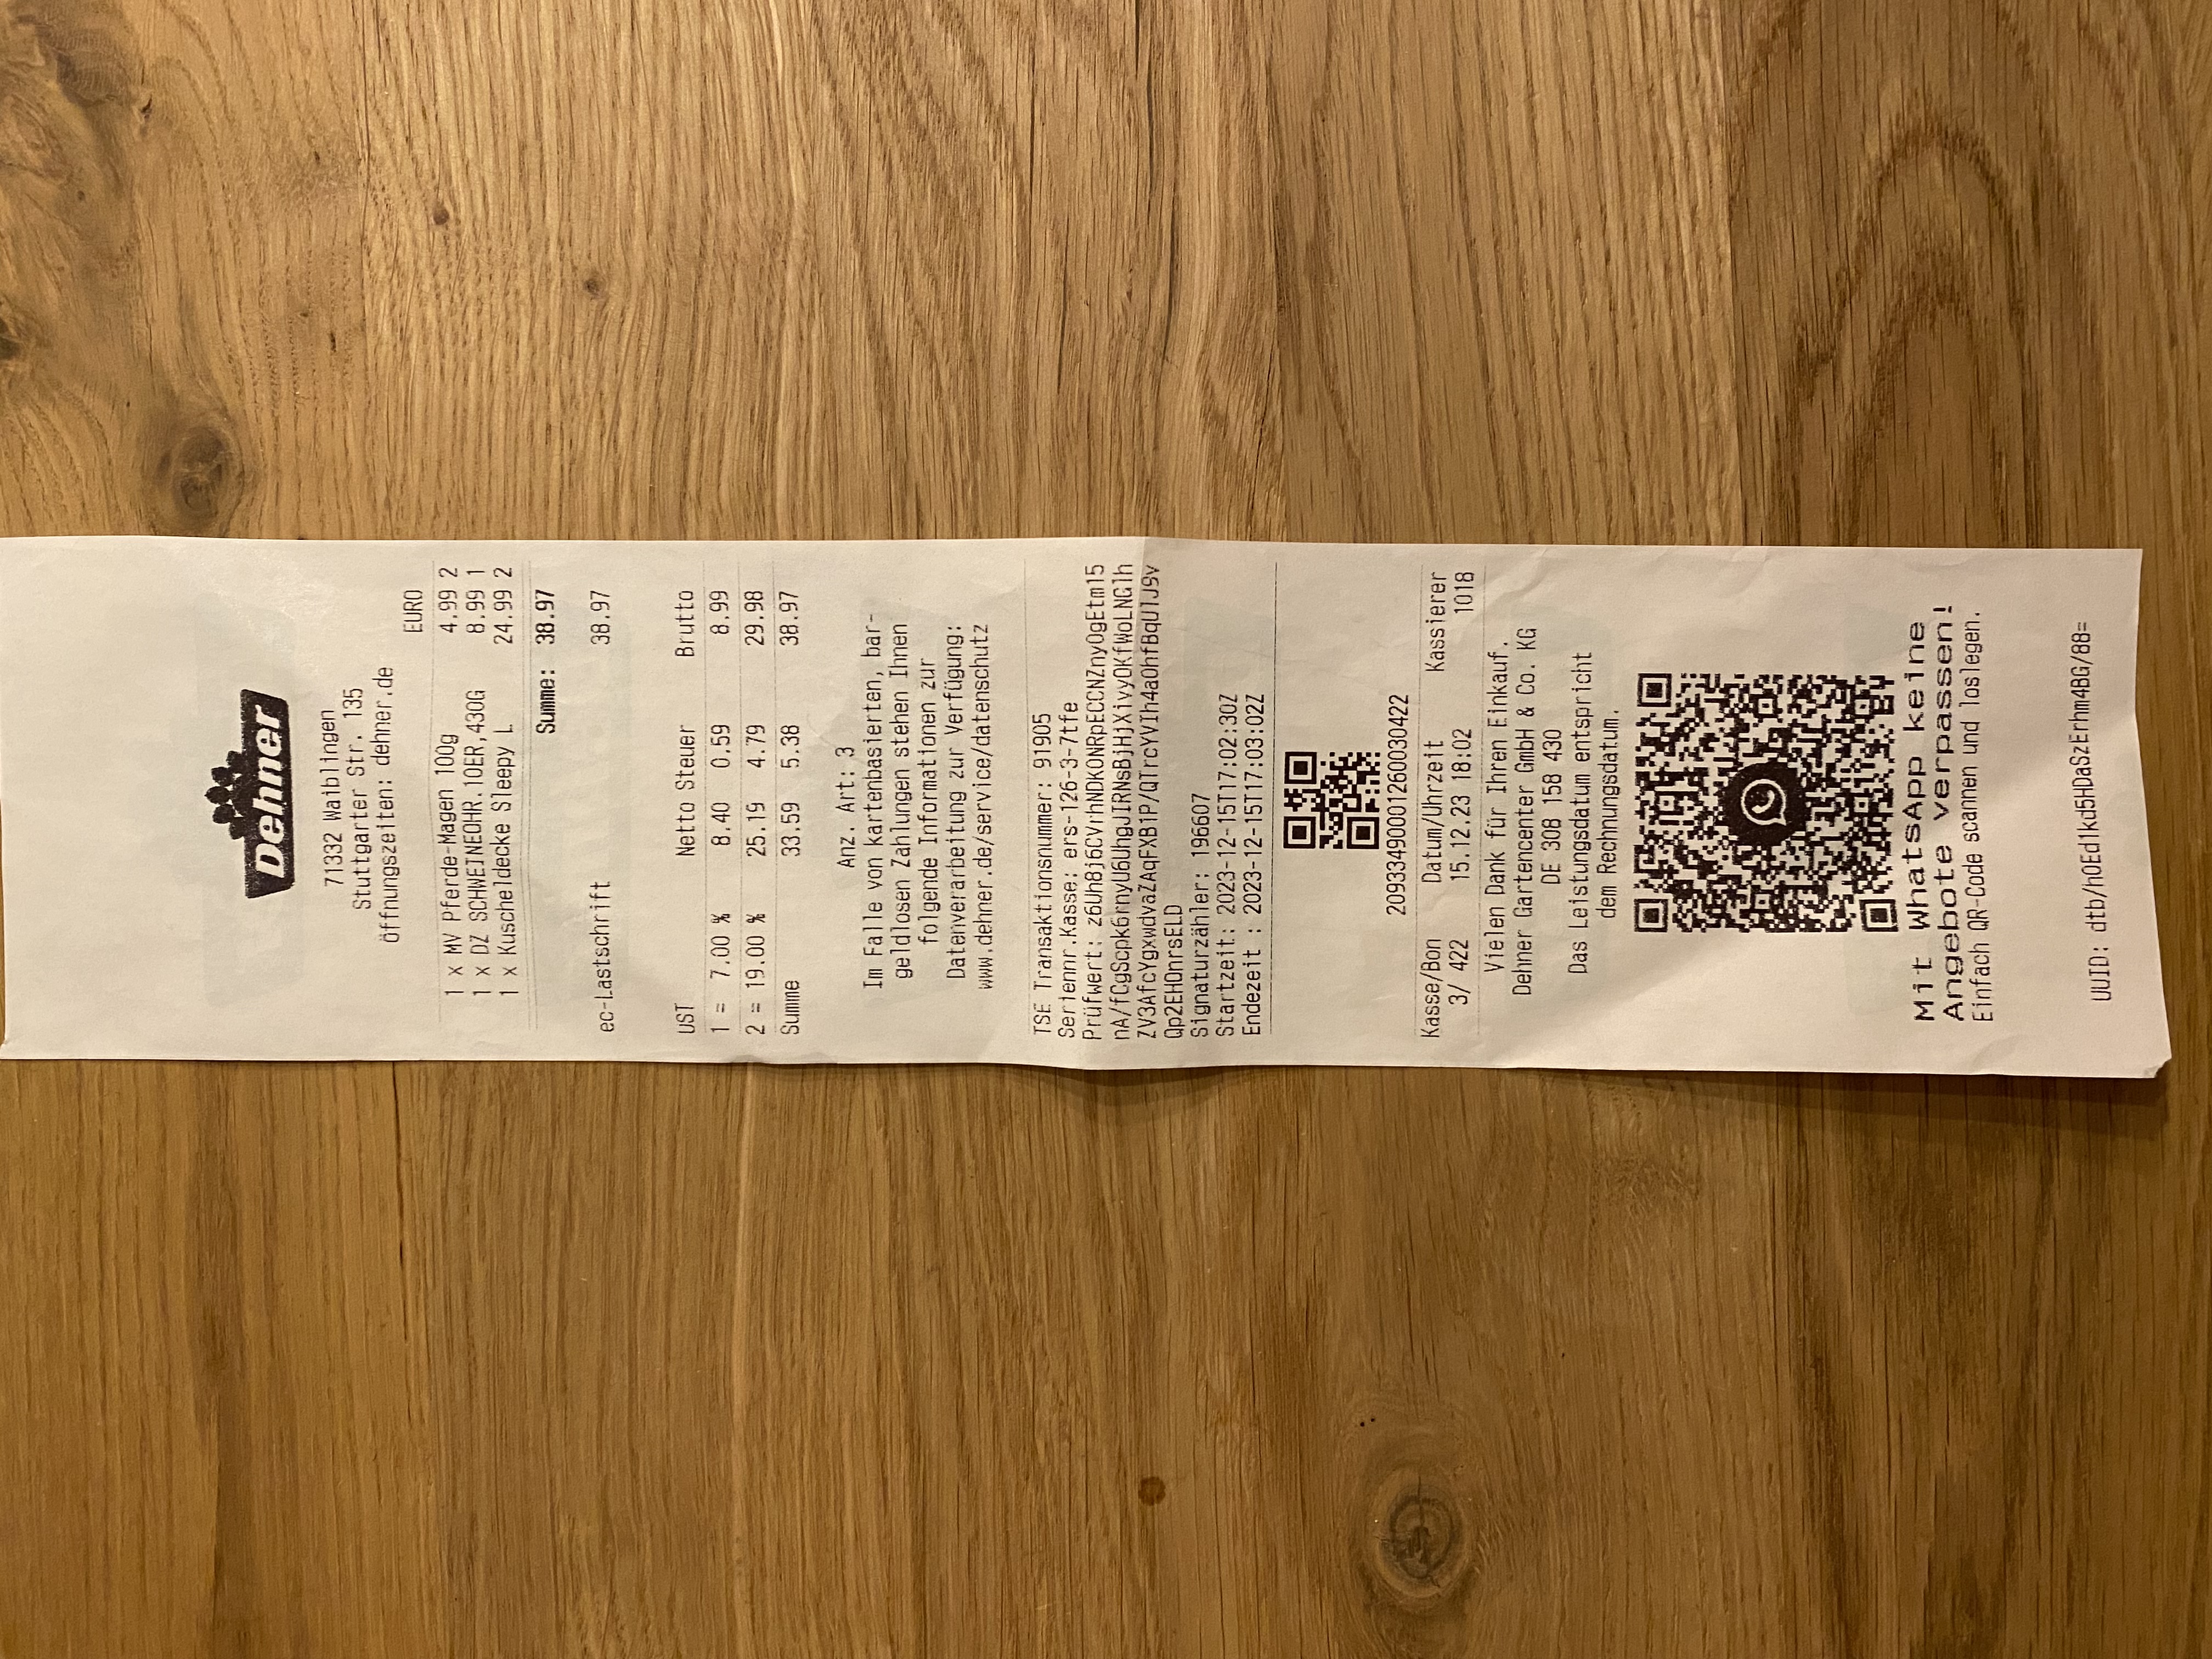 Dehner
71332 Waiblingen
Stuttgarter Str. 135
Öffnungszeiten: dehner.de
EURO
1 x MV Pferde-Magen 100g 4.99 2
1 x DZ SCHWEINEOHR.10ER,430G 8.99 1
1 x Kuscheldecke Sleepy L 24.99 2
Summe: 38.97
ec-Lastschrift 38.97
UST Netto Steuer Brutto
1 = 7.00 % 8.40 0.59 8.99
2 = 19.00 % 25.19 4.79 29.98
Summe 33.59 5.38 38.97
Anz. Art: 3
Im Falle von kartenbasierten, bar-
geldlosen Zahlungen stehen Ihnen
folgende Informationen zur
Datenverarbeitung zur Verfügung:
www.dehner.de/service/datenschutz
TSE Transaktionsnummer: 91905
Seriennr.Kasse: ers-126-3-7tfe
Prüfwert:
Signaturzähler: 196607
Startzeit: 2023-12-15T17:02:30Z
Endezeit : 2023-12-15T17:03:02Z
20933490001260030422
Kasse/Bon Datum/Uhrzeit Kassierer
3/ 422 15.12.23 18:02 1018
Vielen Dank für Ihren Einkauf.
Dehner Gartencenter GmbH & Co. KG
DE 308 158 430
Das Leistungsdatum entspricht
dem Rechnungsdatum.
Mit WhatsApp keine
Angebote verpassen!
Einfach QR-Code scannen und loslegen.
UUID: